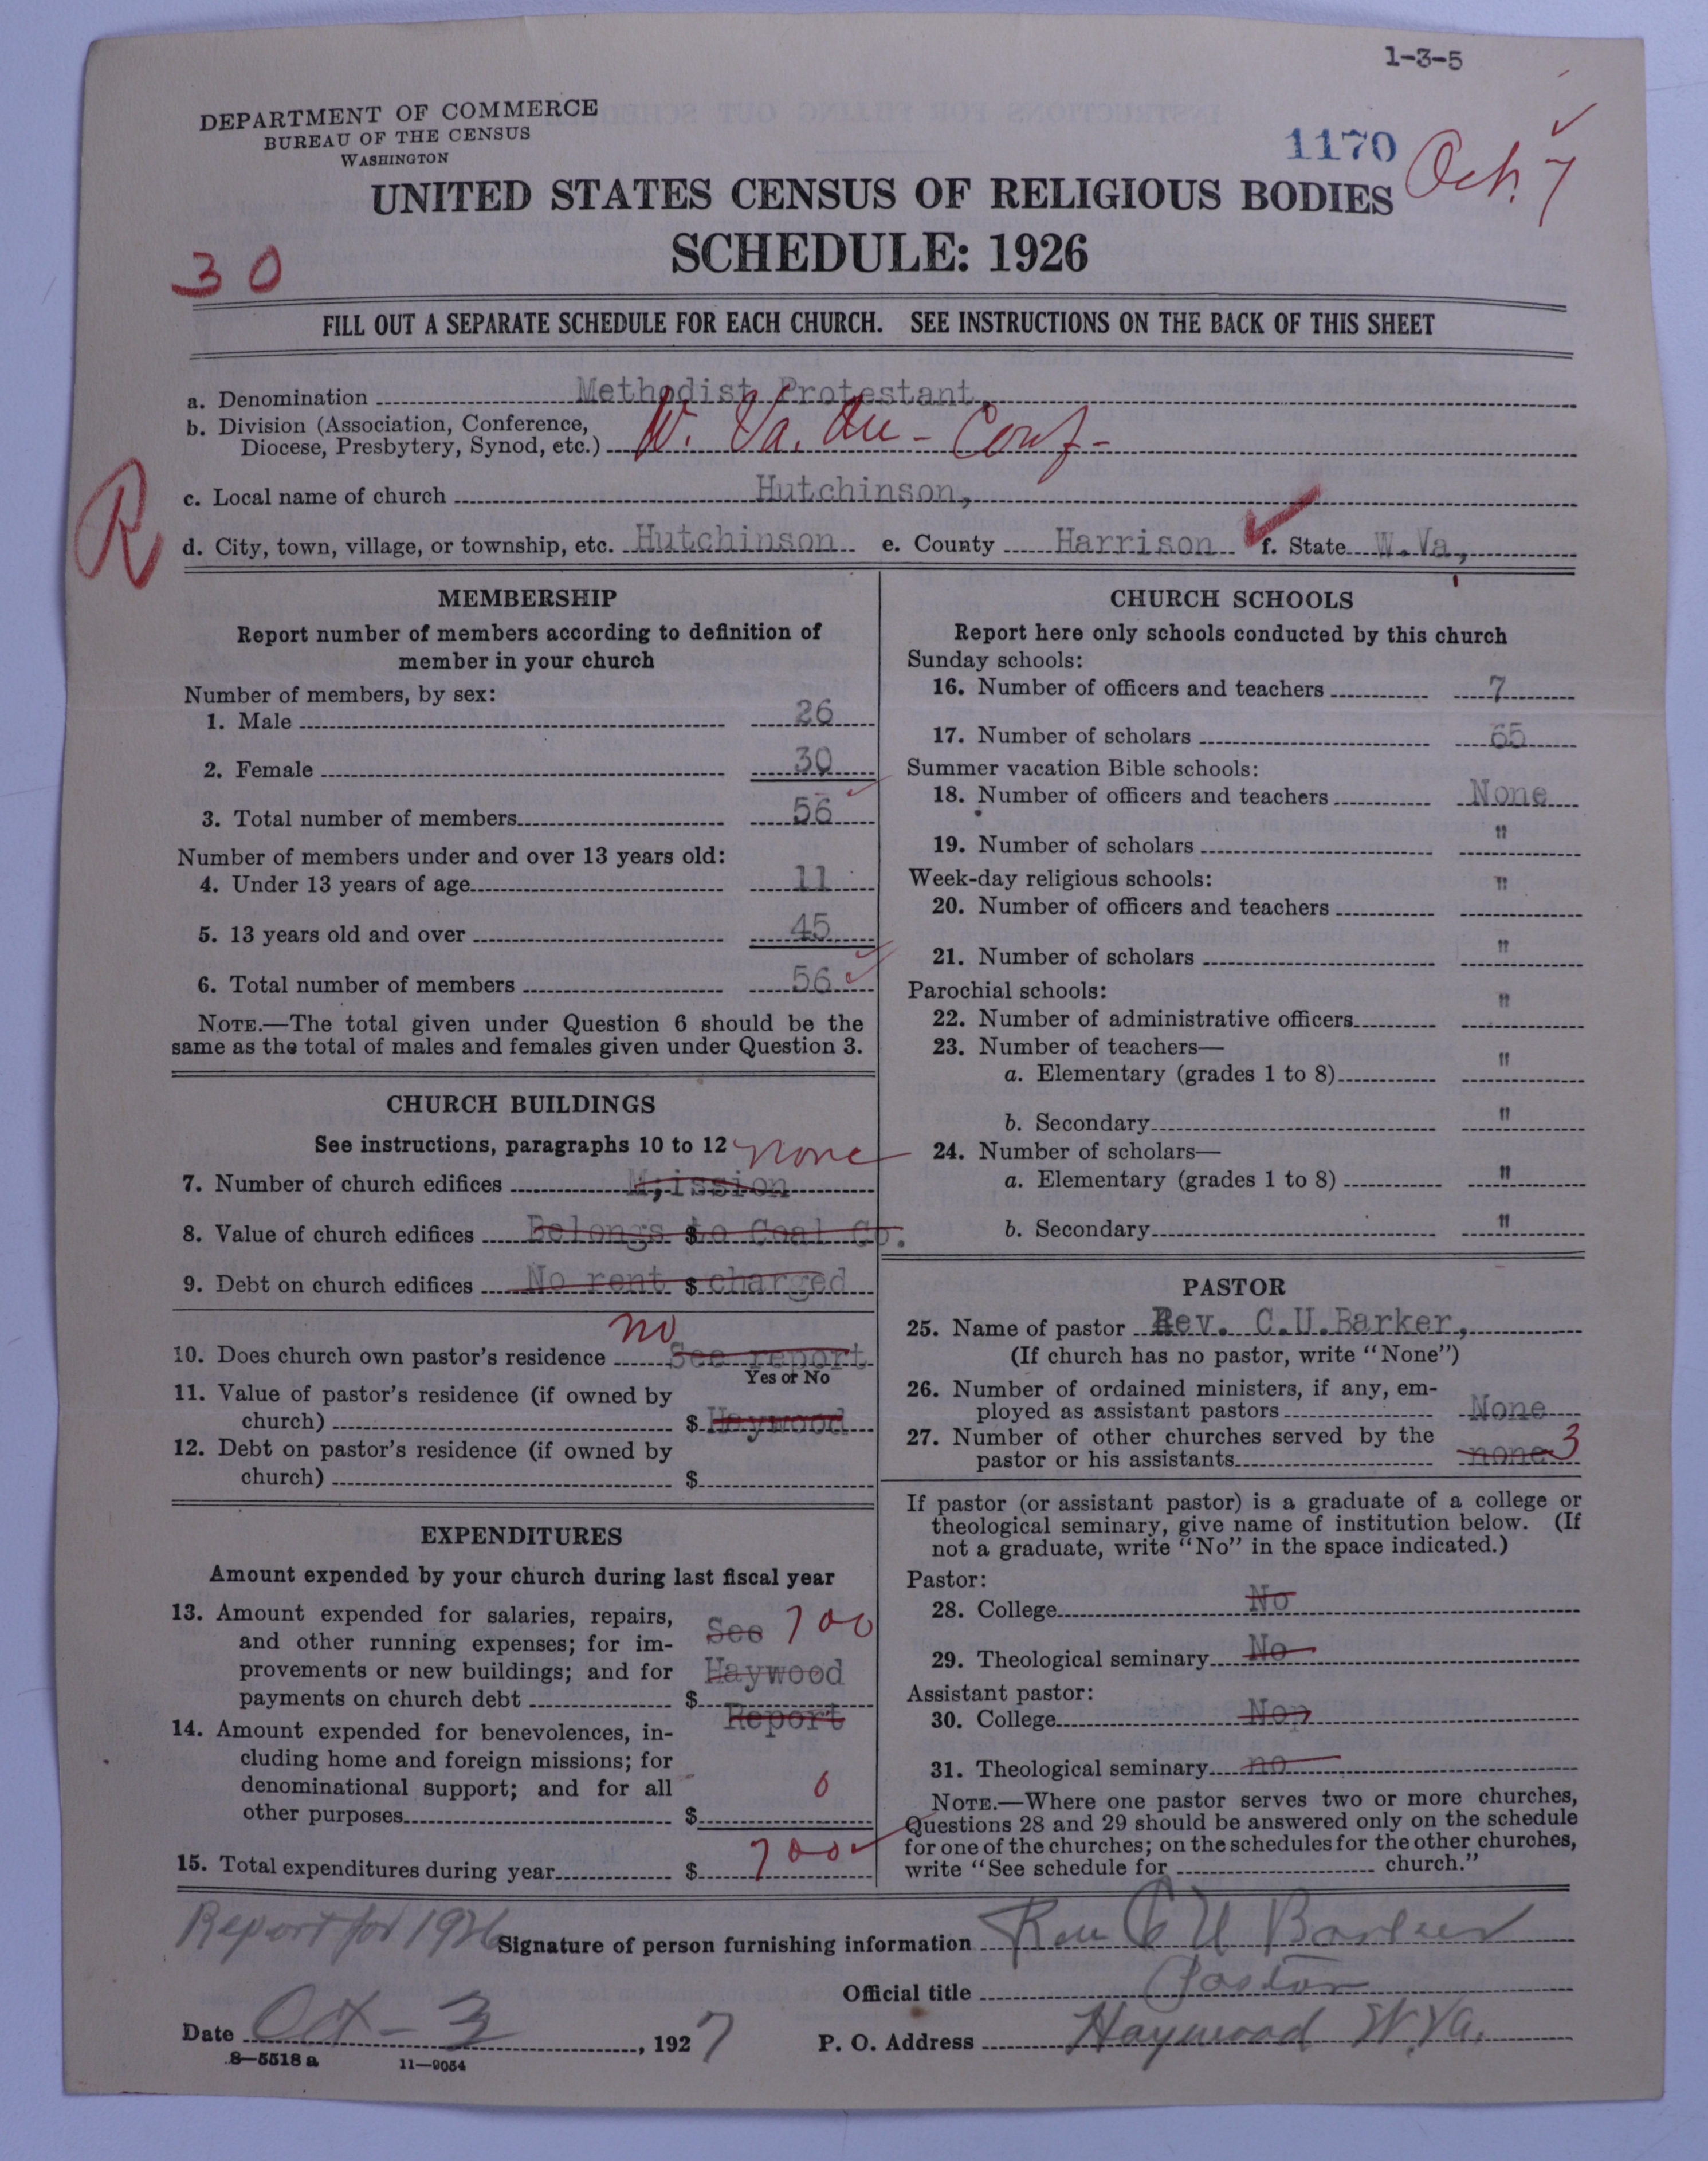 1-3-5
DEPARTMENT OF COMMERCE
BUREAU OF THE CENSUS
WASHINGTON
1170
Oct. 7
UNITED STATES CENSUS OF RELIGIOUS BODIES
SCHEDULE: 1926
30
FILL OUT A SEPARATE SCHEDULE FOR EACH CHURCH. SEE INSTRUCTIONS ON THE BACK OF THIS SHEET
a. Denomination Methodist Protestant,
b. Division (Association, Conference,
Diocese, Presbytery, Synod, etc.) W. Va. An - Conf-
R
c. Local name of church Hutchinson,
d. City, town, village, or township, etc. Hutchinson e. County Harrison f. State W.Va,
MEMBERSHIP
Report number of members according to definition of
member in your church
Number of members, by sex:
1. Male 26
2. Female 30
3. Total number of members 56
Number of members under and over 13 years old:
4. Under 13 years of age 11
5. 13 years old and over 45
6. Total number of members 56
NOTE.—The total given under Question 6 should be the
same as the total of males and females given under Question 3.
CHURCH BUILDINGS
See instructions, paragraphs 10 to 12 none
7. Number of church edifices M;ission
8. Value of church edifices Belongs $to Coal Co.
9. Debt on church edifices No rent $ charged
no
10. Does church own pastor's residence See report
Yes or No
11. Value of pastor's residence (if owned by
church) $ Haywood
12. Debt on pastor's residence (if owned by
church) $
EXPENDITURES
Amount expended by your church during last fiscal year
13. Amount expended for salaries, repairs, See 700
and other running expenses; for im-
provements or new buildings; and for Haywood
payments on church debt $
Report
14. Amount expended for benevolences, in-
cluding home and foreign missions; for
denominational support; and for all 0
other purposes $
15. Total expenditures during year $ 700
CHURCH SCHOOLS
Report here only schools conducted by this church
Sunday schools:
16. Number of officers and teachers 7
17. Number of scholars 65
Summer vacation Bible schools:
18. Number of officers and teachers None
19. Number of scholars "
Week-day religious schools:
20. Number of officers and teachers "
21. Number of scholars "
Parochial schools:
22. Number of administrative officers "
23. Number of teachers—
a. Elementary (grades 1 to 8) "
b. Secondary "
24. Number of scholars—
a. Elementary (grades 1 to 8) "
b. Secondary "
PASTOR
25. Name of pastor Rev. C.U.Barker,
(If church has no pastor, write "None")
26. Number of ordained ministers, if any, em-
ployed as assistant pastors None
27. Number of other churches served by the
pastor or his assistants none 3
If pastor (or assistant pastor) is a graduate of a college or
theological seminary, give name of institution below. (If
not a graduate, write "No" in the space indicated.)
Pastor:
28. College No
29. Theological seminary No
Assistant pastor:
30. College Non
31. Theological seminary no
NOTE.—Where one pastor serves two or more churches,
Questions 28 and 29 should be answered only on the schedule
for one of the churches; on the schedules for the other churches,
write "See schedule for church."
Report for 1926
Signature of person furnishing information Rev C U Barker
Official title Pastor
Date Oct - 3, 1927 P. O. Address Haywood W.Va.
8—5518 a 11—9054